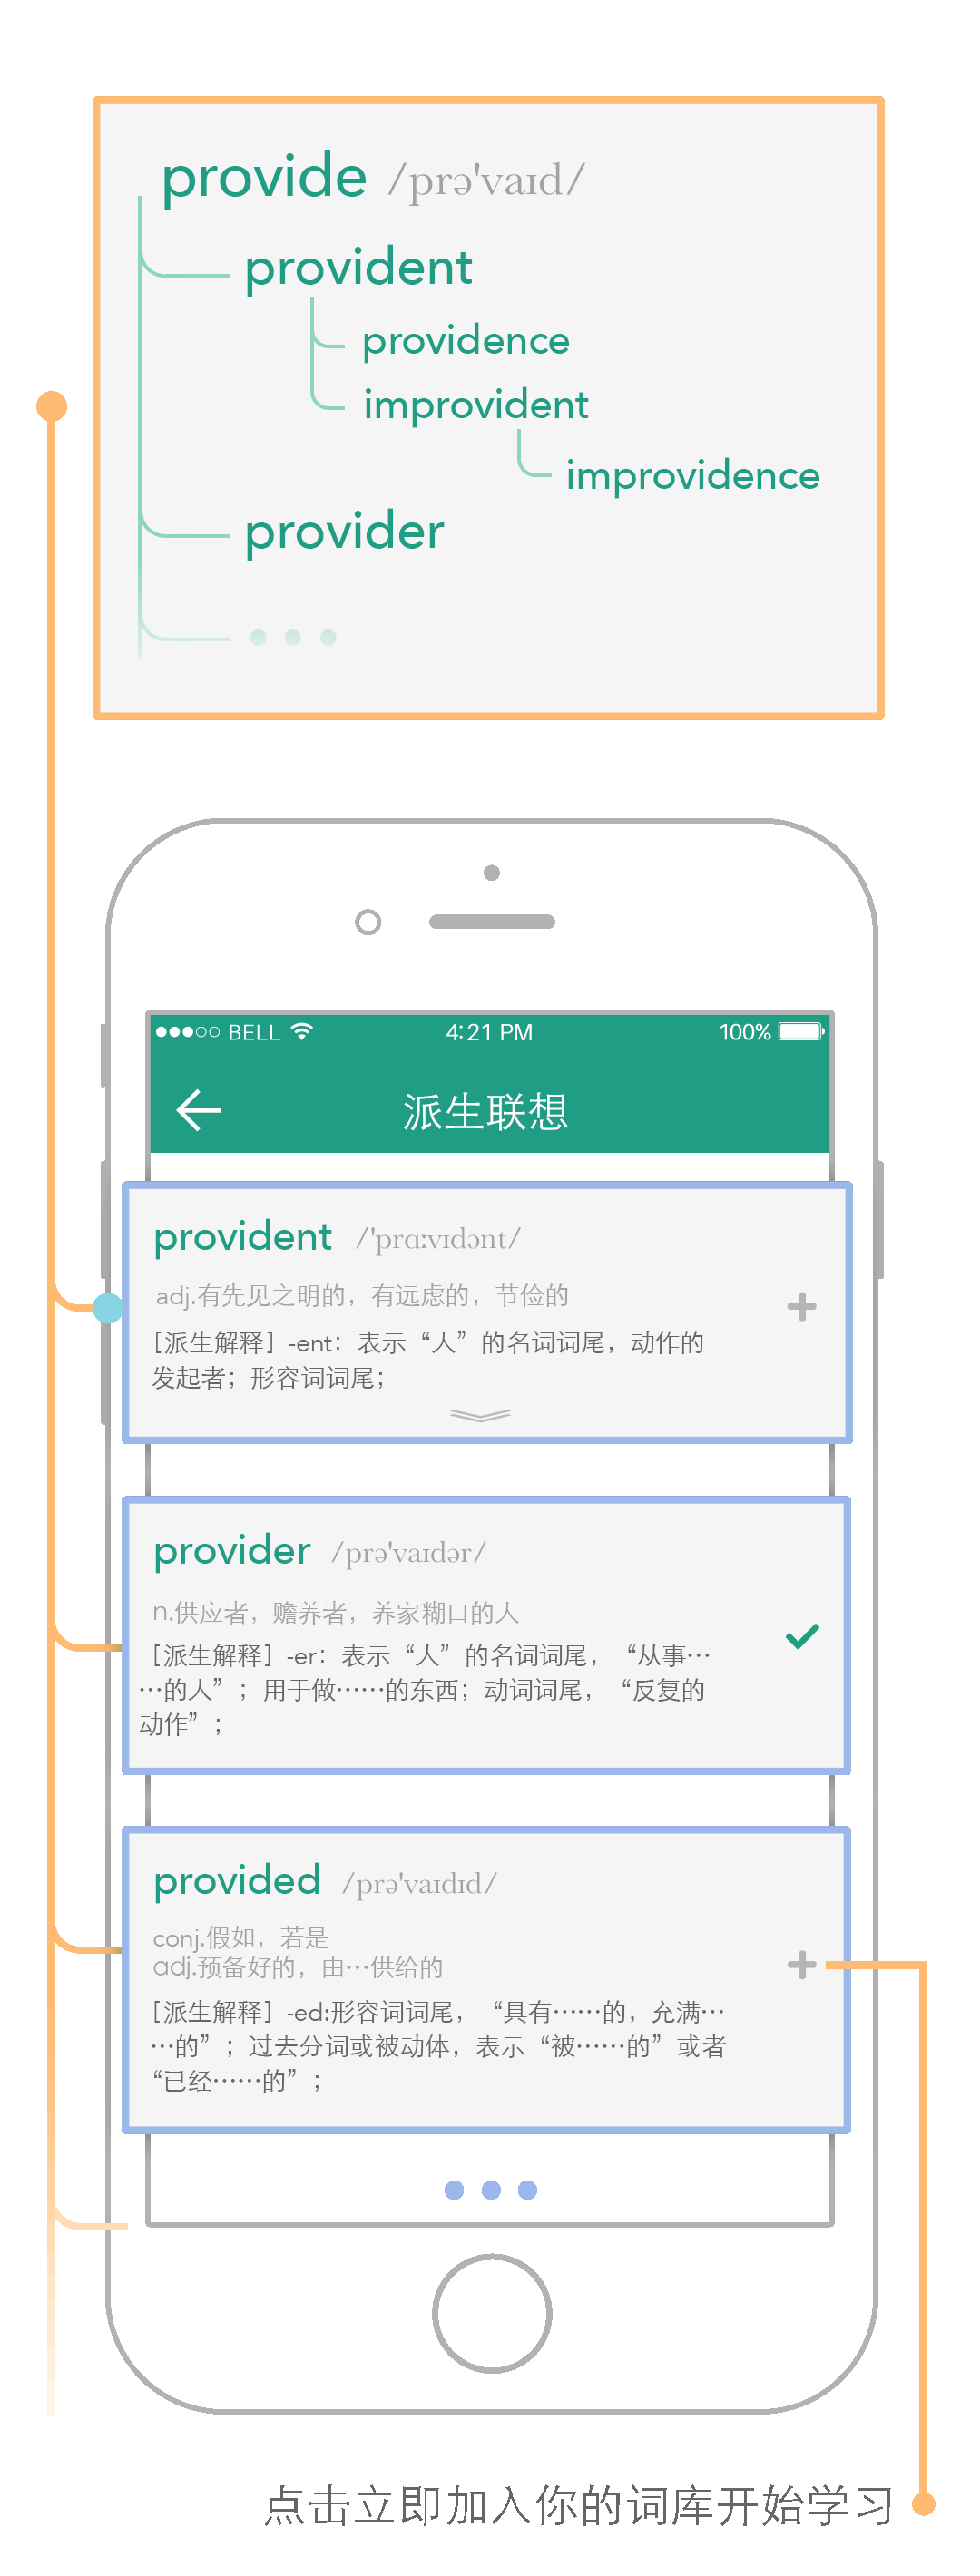 provide /prə'vaɪd/
provident
providence
improvident
improvidence
provider
BELL 4:21 PM 100%
派生联想
provident /'prɑːvɪdənt/
adj.有先见之明的，有远虑的，节俭的
[派生解释] -ent：表示“人”的名词词尾，动作的
发起者；形容词词尾；
provider /prə'vaɪdər/
n.供应者，赡养者，养家糊口的人
[派生解释] -er：表示“人”的名词词尾，“从事…
…的人”；用于做……的东西；动词词尾，“反复的
动作”；
provided /prə'vaɪdɪd/
conj.假如，若是
adj.预备好的，由…供给的
[派生解释] -ed:形容词词尾，“具有……的，充满…
…的”；过去分词或被动体，表示“被……的”或者
“已经……的”；
点击立即加入你的词库开始学习